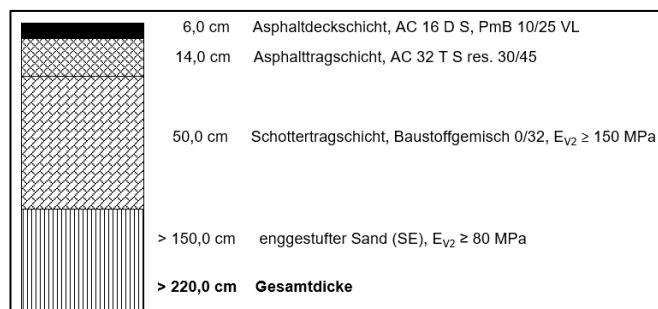 6,0 cm Asphaltdeckschicht, AC 16 D S, PmB 10/25 VL
14,0 cm Asphalttragschicht, AC 32 T S res. 30/45
50,0 cm Schottertragschicht, Baustoffgemisch 0/32, EV2 ≥ 150 MPa
> 150,0 cm enggestufter Sand (SE), EV2 ≥ 80 MPa
> 220,0 cm Gesamtdicke